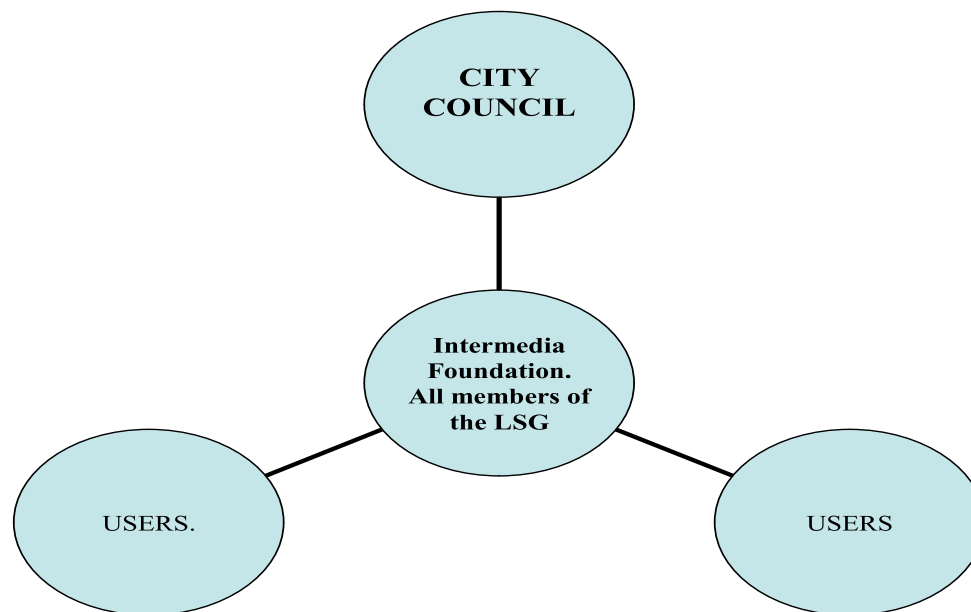 CITY
COUNCIL
Intermedia
Foundation.
All members of
the LSG
USERS.
USERS